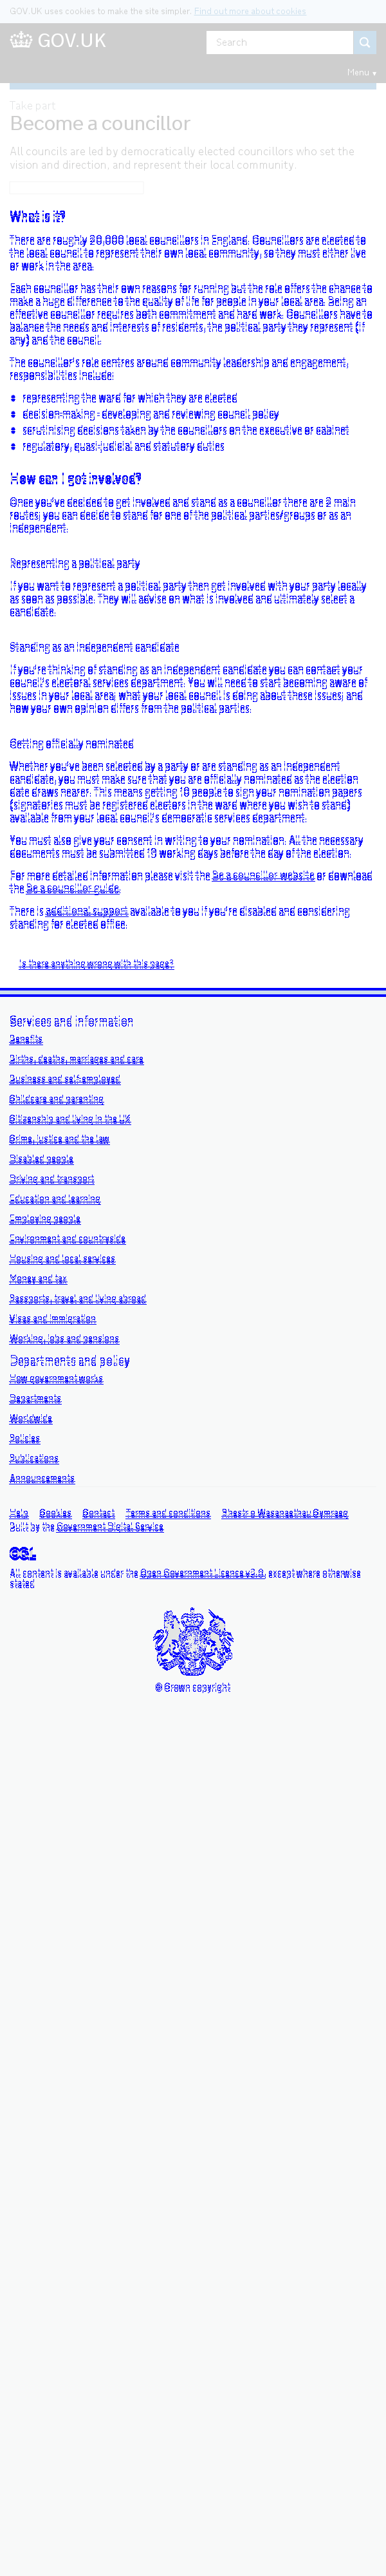 GOV.UK uses cookies to make the site simpler. Find out more about cookies
GOV.UK
Search
Menu
Take part
Become a councillor
All councils are led by democratically elected councillors who set the
vision and direction, and represent their local community.
What is it?
There are roughly 20,000 local councillors in England. Councillors are elected to
the local council to represent their own local community, so they must either live
or work in the area.
Each councillor has their own reasons for running but the role offers the chance to
make a huge difference to the quality of life for people in your local area. Being an
effective councillor requires both commitment and hard work. Councillors have to
balance the needs and interests of residents, the political party they represent (if
any) and the council.
The councillor's role centres around community leadership and engagement,
responsibilities include:
• representing the ward for which they are elected
• decision-making - developing and reviewing council policy
• scrutinising decisions taken by the councillors on the executive or cabinet
• regulatory, quasi-judicial and statutory duties
How can I get involved?
Once you've decided to get involved and stand as a councillor there are 2 main
routes; you can decide to stand for one of the political parties/groups or as an
independent.
Representing a political party
If you want to represent a political party then get involved with your party locally
as soon as possible. They will advise on what is involved and ultimately select a
candidate.
Standing as an independent candidate
If you're thinking of standing as an independent candidate you can contact your
council's electoral services department. You will need to start becoming aware of
issues in your local area; what your local council is doing about these issues; and
how your own opinion differs from the political parties.
Getting officially nominated
Whether you've been selected by a party or are standing as an independent
candidate, you must make sure that you are officially nominated as the election
date draws nearer. This means getting 10 people to sign your nomination papers
(signatories must be registered electors in the ward where you wish to stand)
available from your local council's democratic services department.
You must also give your consent in writing to your nomination. All the necessary
documents must be submitted 19 working days before the day of the election.
For more detailed information please visit the Be a councillor website or download
the Be a councillor guide.
There is additional support available to you if you're disabled and considering
standing for elected office.
Is there anything wrong with this page?
Services and information
Benefits
Births, deaths, marriages and care
Business and self-employed
Childcare and parenting
Citizenship and living in the UK
Crime, justice and the law
Disabled people
Driving and transport
Education and learning
Employing people
Environment and countryside
Housing and local services
Money and tax
Passports, travel and living abroad
Visas and immigration
Working, jobs and pensions
Departments and policy
How government works
Departments
Worldwide
Policies
Publications
Announcements
Help Cookies Contact Terms and conditions Rhestr o Wasanaethau Cymraeg
Built by the Government Digital Service
OGL
All content is available under the Open Government Licence v3.0, except where otherwise
stated
© Crown copyright